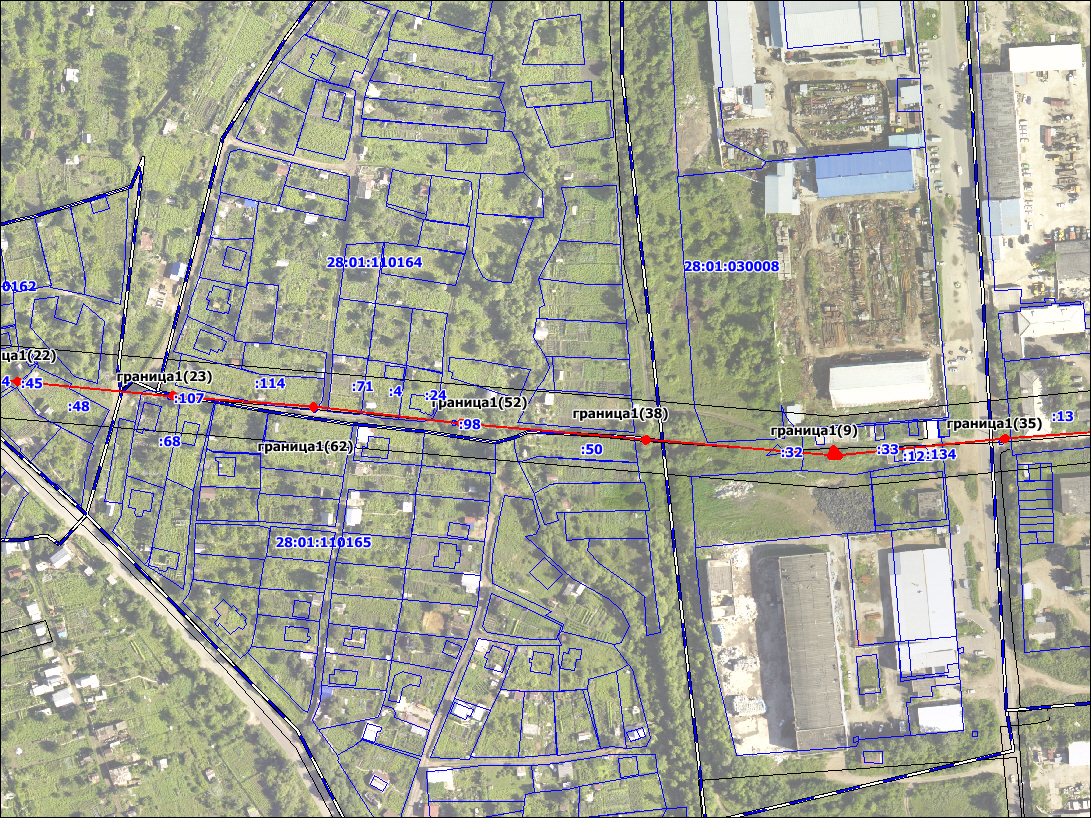 28:01:110164
28:01:030008
0162
ца1(22)
4 :45
граница1(23)
:114
:71
:4
:24
:107
:48
граница1(52)
граница1(38)
:98
:13
граница1(35)
граница1(9)
:68
граница1(62)
:50
:32
:33
:12
:134
28:01:110165